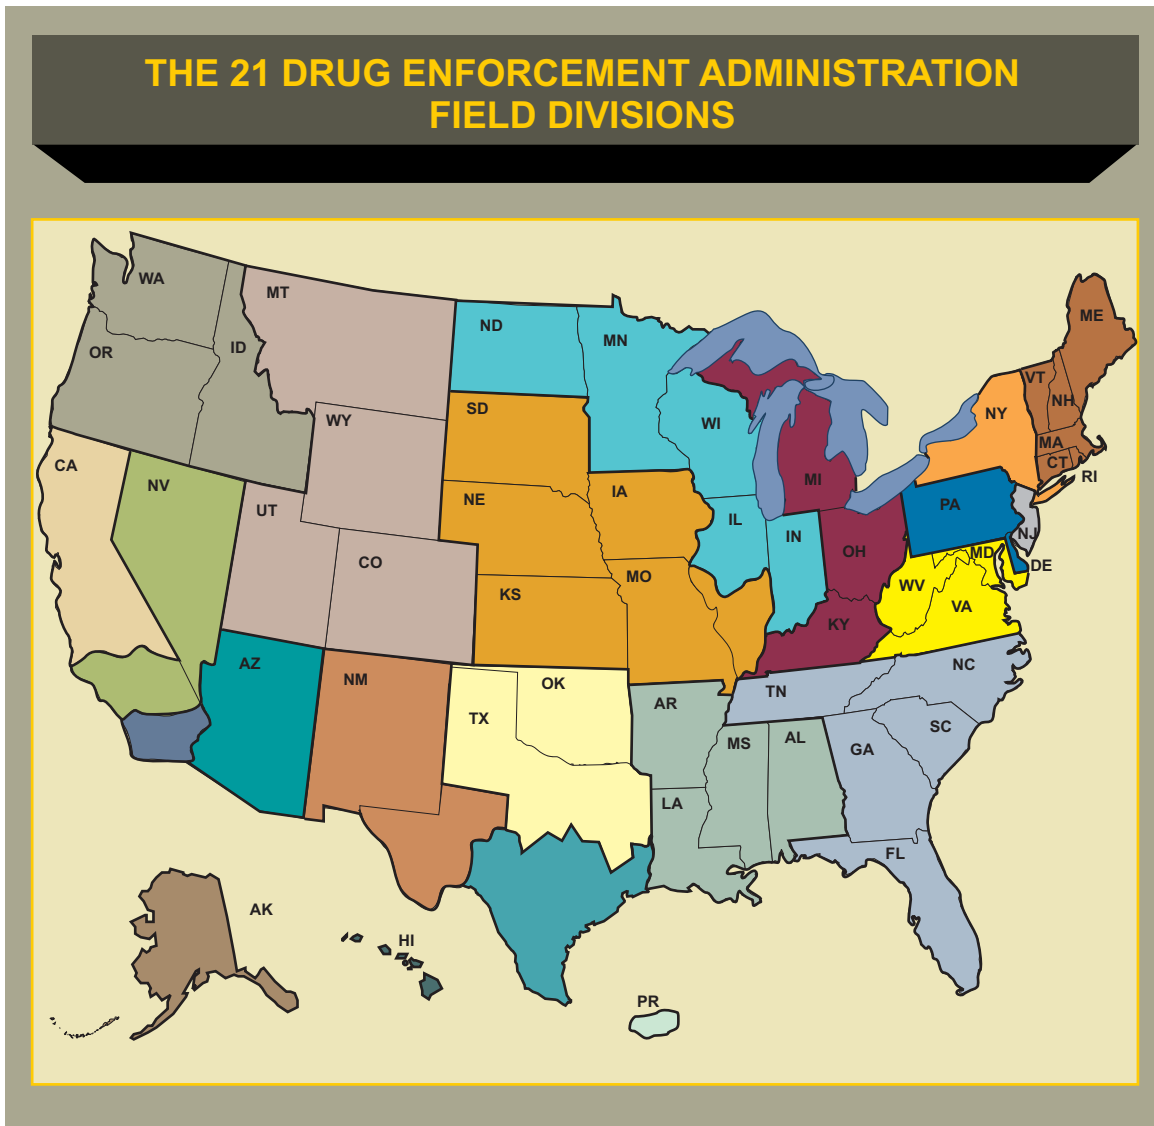 THE 21 DRUG ENFORCEMENT ADMINISTRATION
FIELD DIVISIONS
WA
MT
ME
ND
MN
OR
ID
VT
NH
NY
SD
WY
WI
MA
CT
CA
RI
NV
NE
IA
MI
UT
PA
IL
IN
NJ
CO
OH
MD
DE
MO
KS
WV
VA
KY
AZ
NC
NM
OK
TN
AR
TX
SC
MS
AL
GA
LA
FL
AK
HI
PR